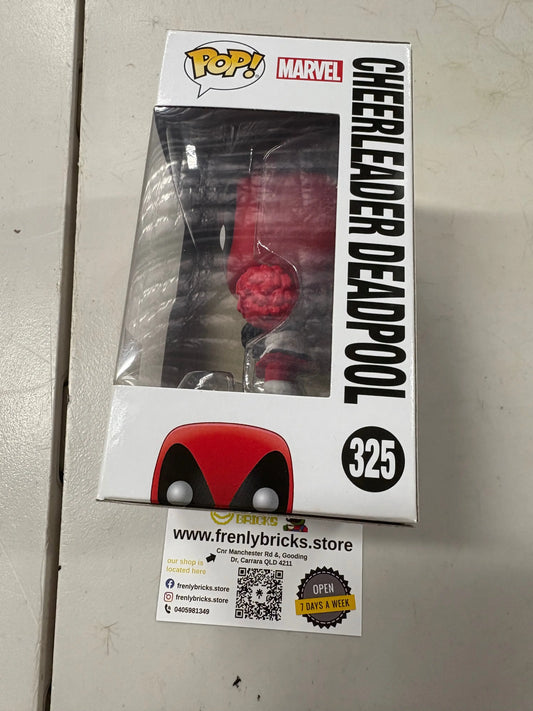 POP!
MARVEL
CHEERLEADER DEADPOOL
325
BRICKS
www.frenlybricks.store
Cnr Manchester Rd &, Gooding
Dr, Carrara QLD 4211
our shop is
located here
frenlybricks.store
frenlybricks.store
0405981349
OPEN
7 DAYS A WEEK